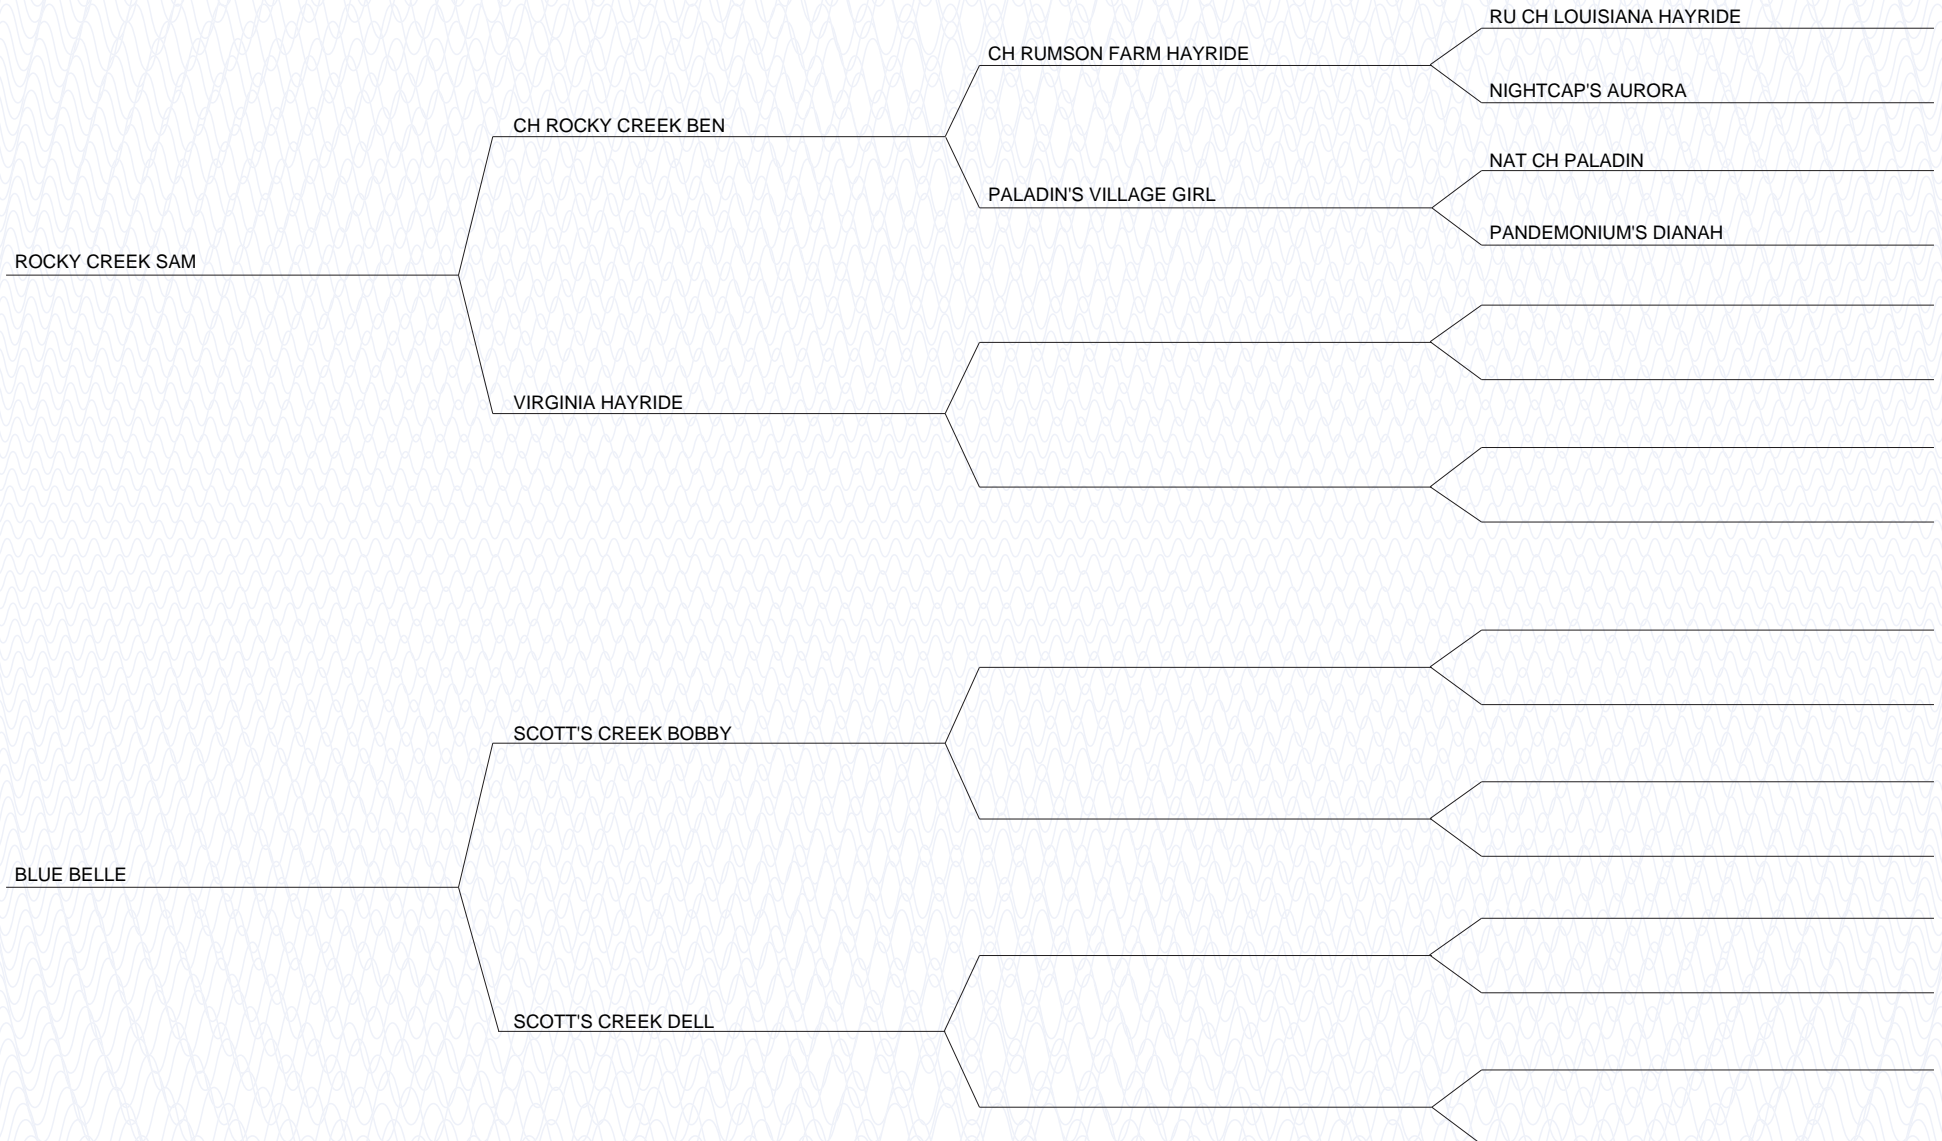 RU CH LOUISIANA HAYRIDE
CH RUMSON FARM HAYRIDE
NIGHTCAP'S AURORA
CH ROCKY CREEK BEN
NAT CH PALADIN
PALADIN'S VILLAGE GIRL
PANDEMONIUM'S DIANAH
ROCKY CREEK SAM
VIRGINIA HAYRIDE
SCOTT'S CREEK BOBBY
BLUE BELLE
SCOTT'S CREEK DELL